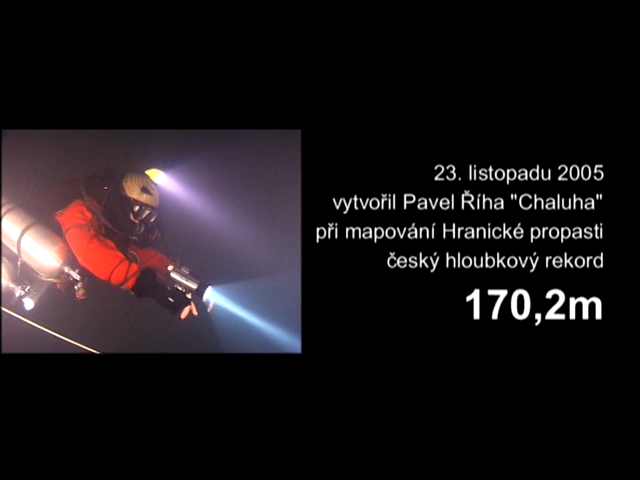 23. listopadu 2005
vytvořil Pavel Říha "Chaluha"
při mapování Hranické propasti
český hloubkový rekord
170,2m